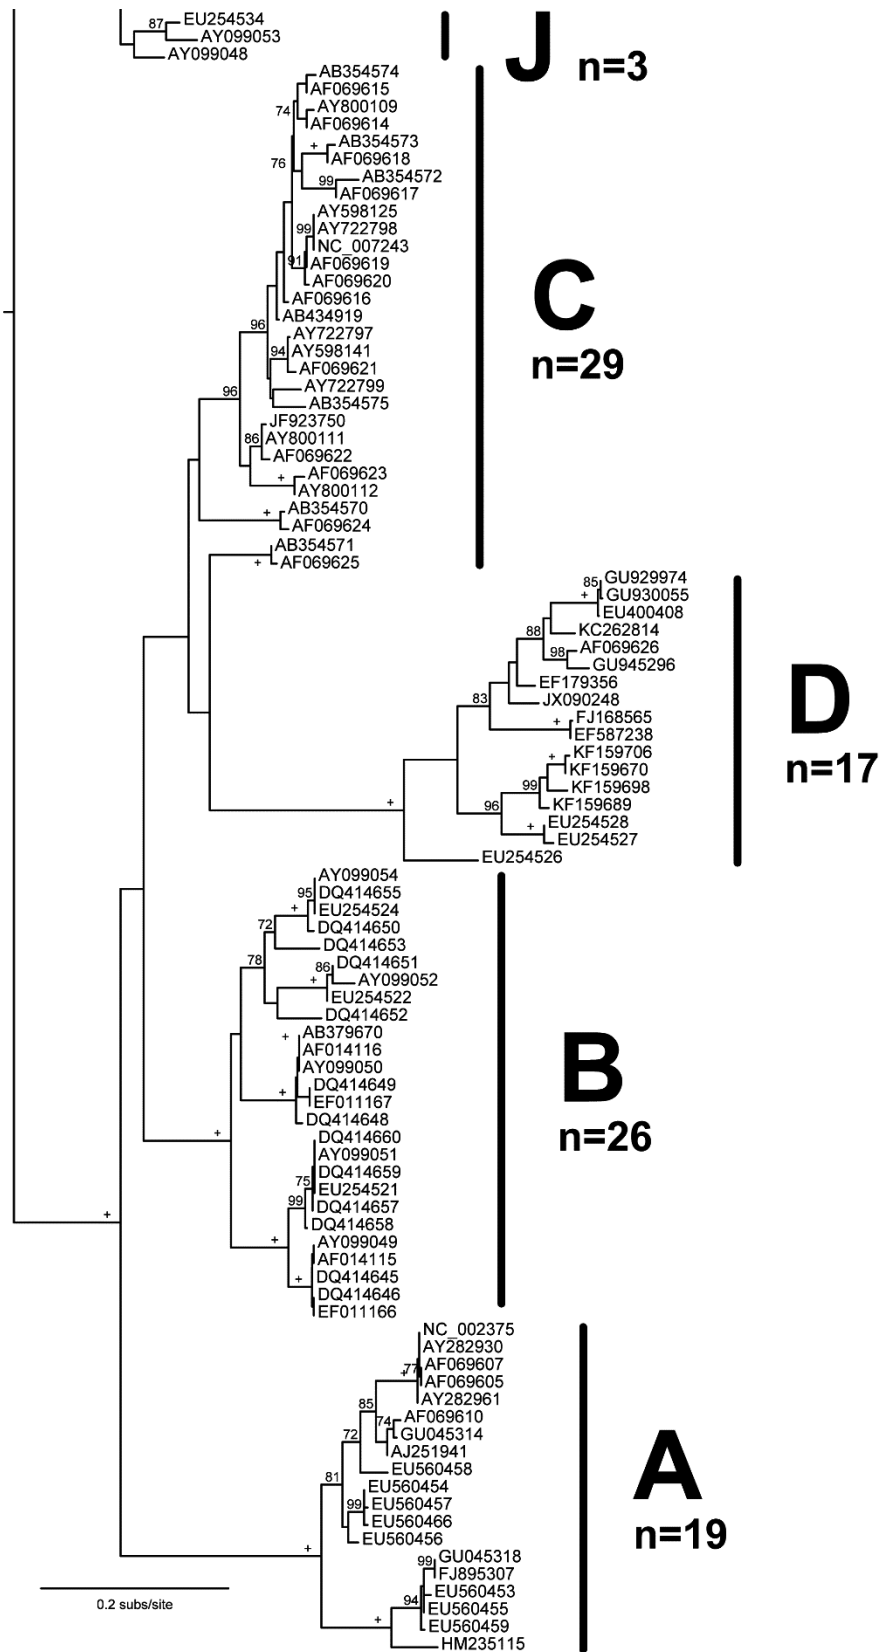 87 EU254534
AY099053
AY099048
J n=3
AB354574
AF069615
74 AY800109
AF069614
+ AB354573
76 AF069618
99 AB354572
AF069617
AY598125
99 AY722798
NC_007243
91 AF069619
AF069620
AF069616
AB434919
96 AY722797
94 AY598141
AF069621
96 AY722799
AB354575
JF923750
86 AY800111
AF069622
+ AF069623
AY800112
+ AB354570
AF069624
AB354571
+ AF069625
C
n=29
85 GU929974
+ GU930055
EU400408
88 KC262814
98 AF069626
GU945296
EF179356
83 JX090248
+ FJ168565
EF587238
+ KF159706
KF159670
99 KF159698
96 KF159689
+ EU254528
EU254527
+ EU254526
D
n=17
AY099054
95 DQ414655
+ EU254524
72 DQ414650
DQ414653
78 86 DQ414651
+ AY099052
EU254522
DQ414652
+ AB379670
AF014116
AY099050
+ DQ414649
EF011167
DQ414648
+ DQ414660
AY099051
DQ414659
75 EU254521
99 DQ414657
DQ414658
+ AY099049
AF014115
+ DQ414645
DQ414646
EF011166
B
n=26
+
NC_002375
AY282930
+77 AF069607
AF069605
AY282961
85 AF069610
74 GU045314
72 AJ251941
EU560458
81 EU560454
99 EU560457
EU560466
EU560456
+ GU045318
99 FJ895307
EU560453
94 EU560455
+ EU560459
HM235115
A
n=19
0.2 subs/site